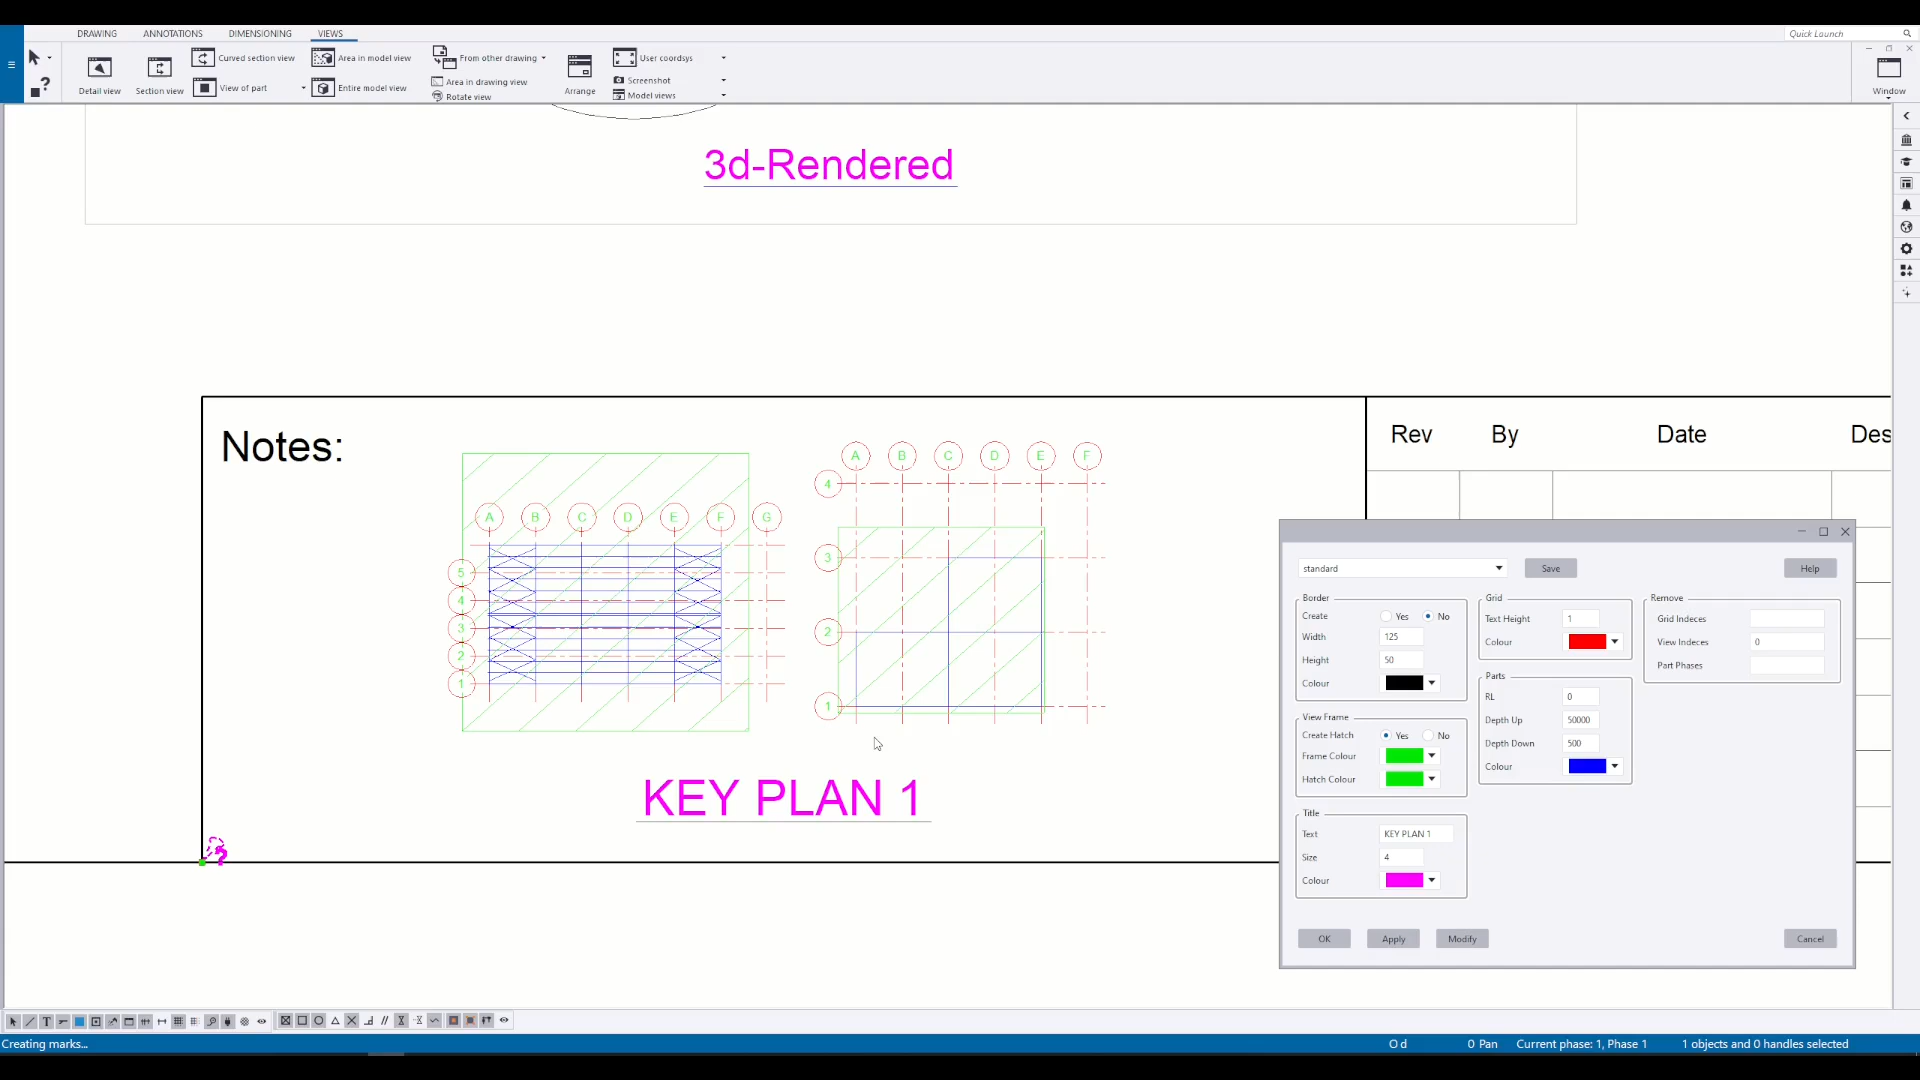 DRAWING ANNOTATIONS DIMENSIONING VIEWS
Quick Launch
Detail view
Section view
Curved section view
View of part
Area in model view
Entire model view
From other drawing
Area in drawing view
Rotate view
Arrange
User coordsys
Screenshot
Model views
Window
3d-Rendered
Notes:
A B C D E F G
5
4
3
2
1
A B C D E F
4
3
2
1
KEY PLAN 1
Rev By Date Des
standard Save Help
Border
Create Yes No
Width 125
Height 50
Colour
View Frame
Create Hatch Yes No
Frame Colour
Hatch Colour
Title
Text KEY PLAN 1
Size 4
Colour
Grid
Text Height 1
Colour
Parts
RL 0
Depth Up 50000
Depth Down 500
Colour
Remove
Grid Indeces
View Indeces 0
Part Phases
OK Apply Modify Cancel
Creating marks...
O d 0 Pan Current phase: 1, Phase 1 1 objects and 0 handles selected